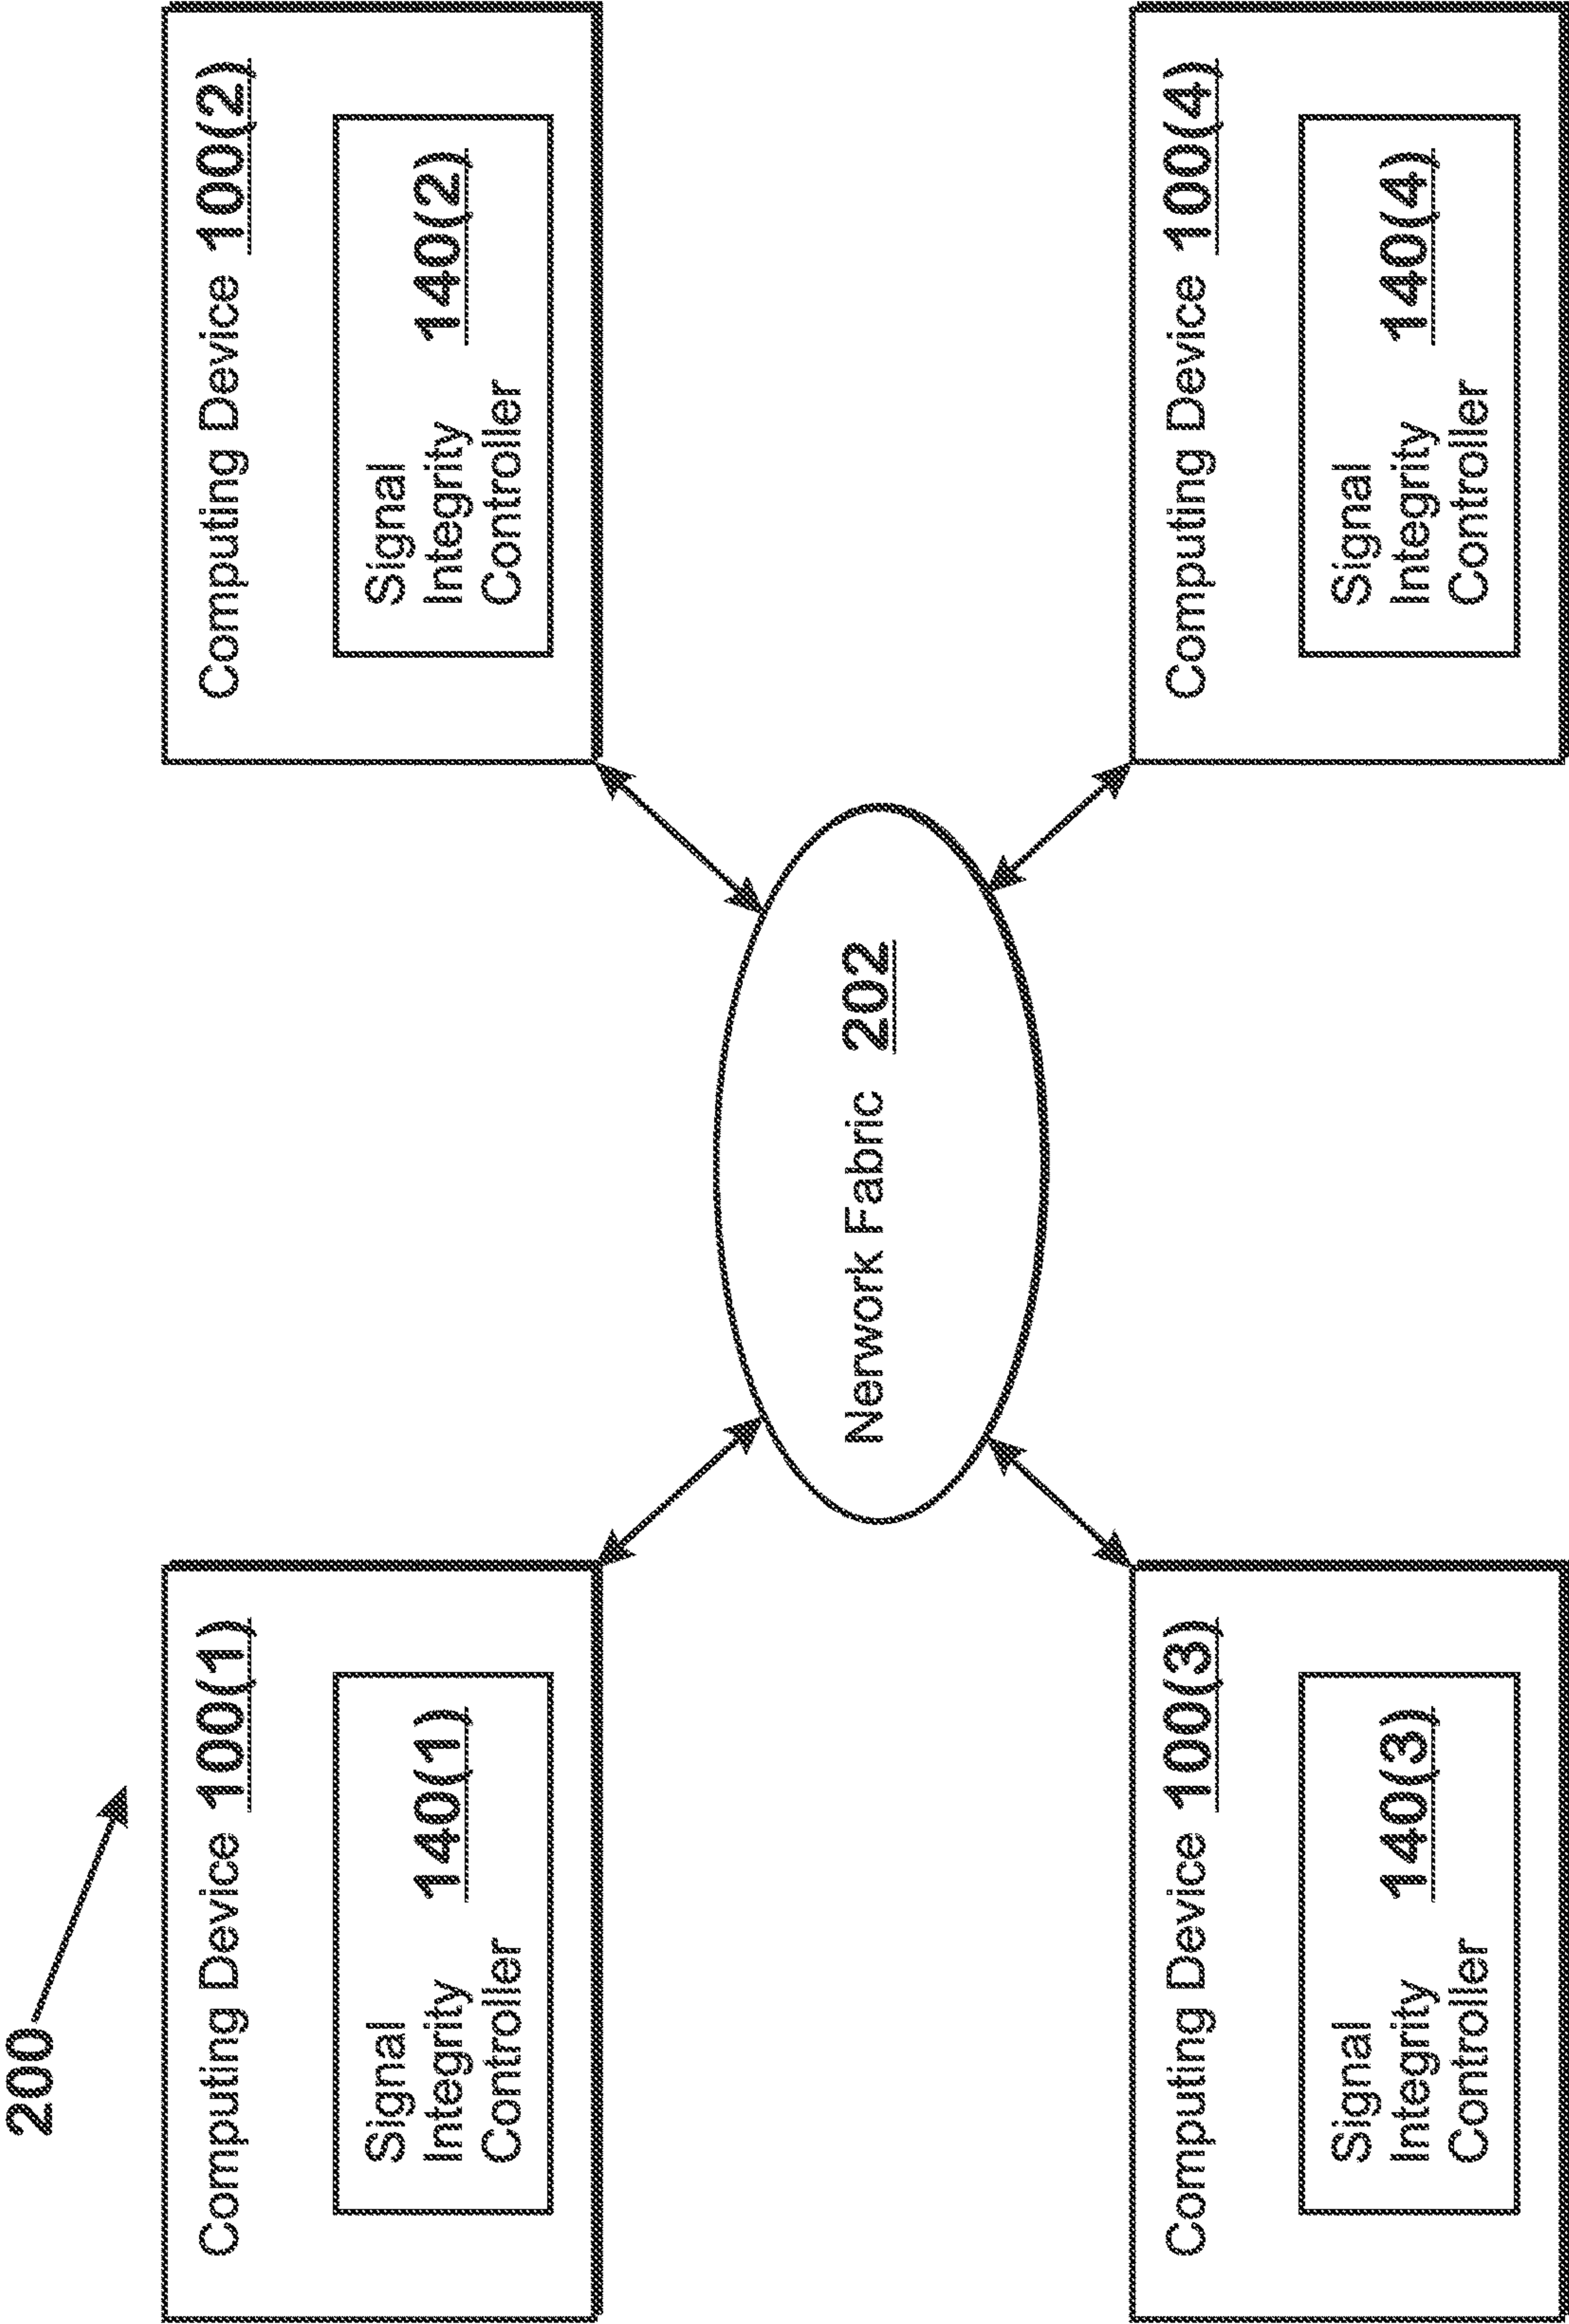 200
Computing Device 100(1)
Signal
Integrity 140(1)
Controller
Computing Device 100(2)
Signal
Integrity 140(2)
Controller
Nerwork Fabric 202
Computing Device 100(3)
Signal
Integrity 140(3)
Controller
Computing Device 100(4)
Signal
Integrity 140(4)
Controller